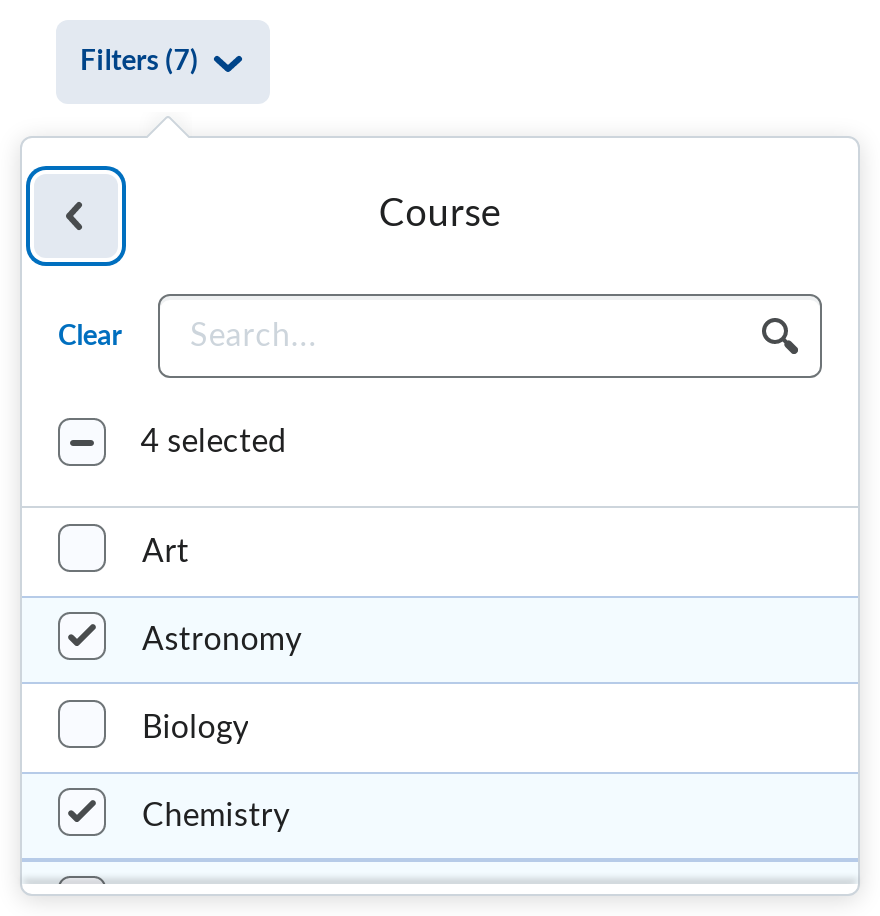 Filters (7)
Course
Clear
Search...
4 selected
Art
Astronomy
Biology
Chemistry